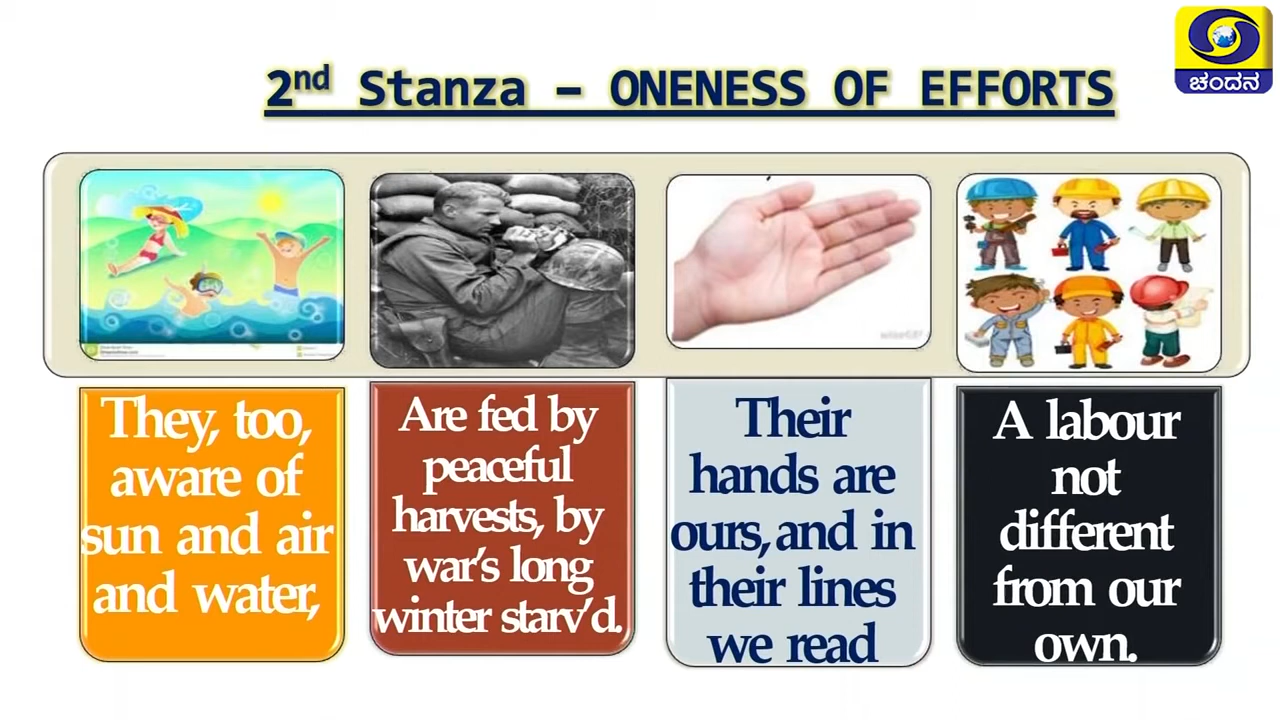 ಚಂದನ
2nd Stanza – ONENESS OF EFFORTS
They, too,
aware of
sun and air
and water,
Are fed by
peaceful
harvests, by
war's long
winter starv'd.
Their
hands are
ours, and in
their lines
we read
A labour
not
different
from our
own.